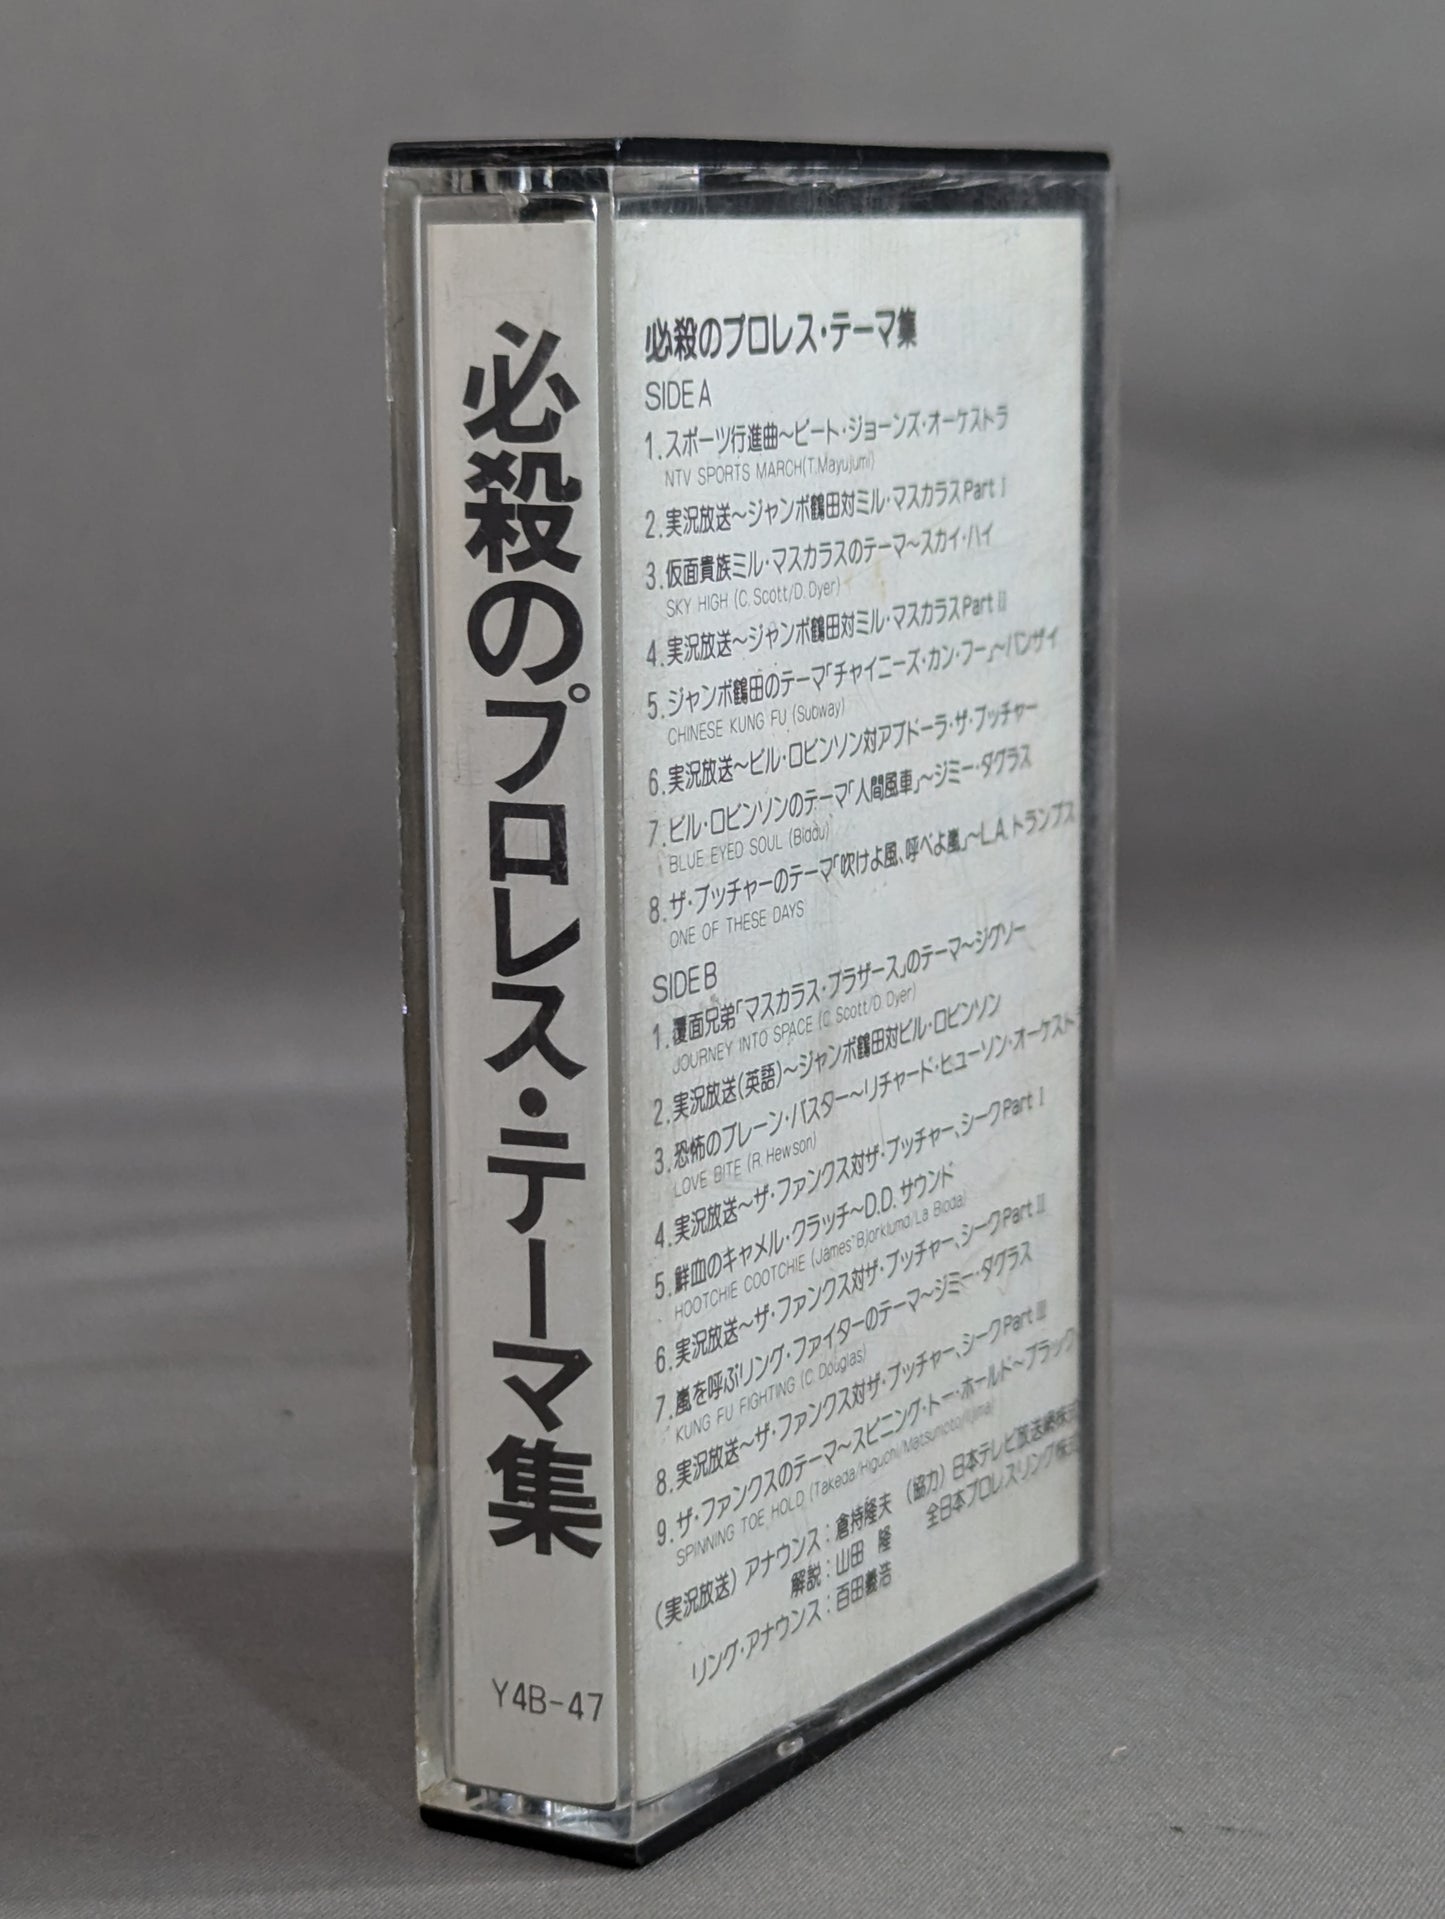 必殺のプロレス・テーマ集
Y4B-47
必殺のプロレス・テーマ集
SIDE A
1. スポーツ行進曲〜ピート・ジョーンズ・オーケストラ
NTV SPORTS MARCH(T.Mayujumi)
2. 実況放送〜ジャンボ鶴田対ミル・マスカラスPart I
3. 仮面貴族ミル・マスカラスのテーマ〜スカイ・ハイ
SKY HIGH (C. Scott/D. Dyer)
4. 実況放送〜ジャンボ鶴田対ミル・マスカラスPart II
5. ジャンボ鶴田のテーマ「チャイニーズ・カン・フー」〜バンザイ
CHINESE KUNG FU (Subway)
6. 実況放送〜ビル・ロビンソン対アブドーラ・ザ・ブッチャー
7. ビル・ロビンソンのテーマ「人間風車」〜ジミー・ダグラス
BLUE EYED SOUL (Biddu)
8. ザ・ブッチャーのテーマ「吹けよ風、呼べよ嵐」〜L.A.トランプス
ONE OF THESE DAYS
SIDE B
1. 覆面兄弟「マスカラス・ブラザース」のテーマ〜ジグソー
JOURNEY INTO SPACE (C. Scott/D. Dyer)
2. 実況放送(英語)〜ジャンボ鶴田対ビル・ロビンソン
3. 恐怖のブレーン・バスター〜リチャード・ヒューソン・オーケストラ
LOVE BITE (R. Hewson)
4. 実況放送〜ザ・ファンクス対ザ・ブッチャー、シークPart I
5. 鮮血のキャメル・クラッチ〜D.D.サウンド
HOOTCHIE COOTCHIE (James Bjorklumd/La Bioda)
6. 実況放送〜ザ・ファンクス対ザ・ブッチャー、シークPart II
7. 嵐を呼ぶリング・ファイターのテーマ〜ジミー・ダグラス
KUNG FU FIGHTING (C. Douglas)
8. 実況放送〜ザ・ファンクス対ザ・ブッチャー、シークPart III
9. ザ・ファンクスのテーマ〜スピニング・トー・ホールド〜ブラック
SPINNING TOE HOLD (Takeda/Higuchi/Matsumoto/Iijima)
(実況放送) アナウンス：倉持隆夫 (協力) 日本テレビ放送網株式
解説：山田 隆 全日本プロレスリング株式
リング・アナウンス：百田義浩